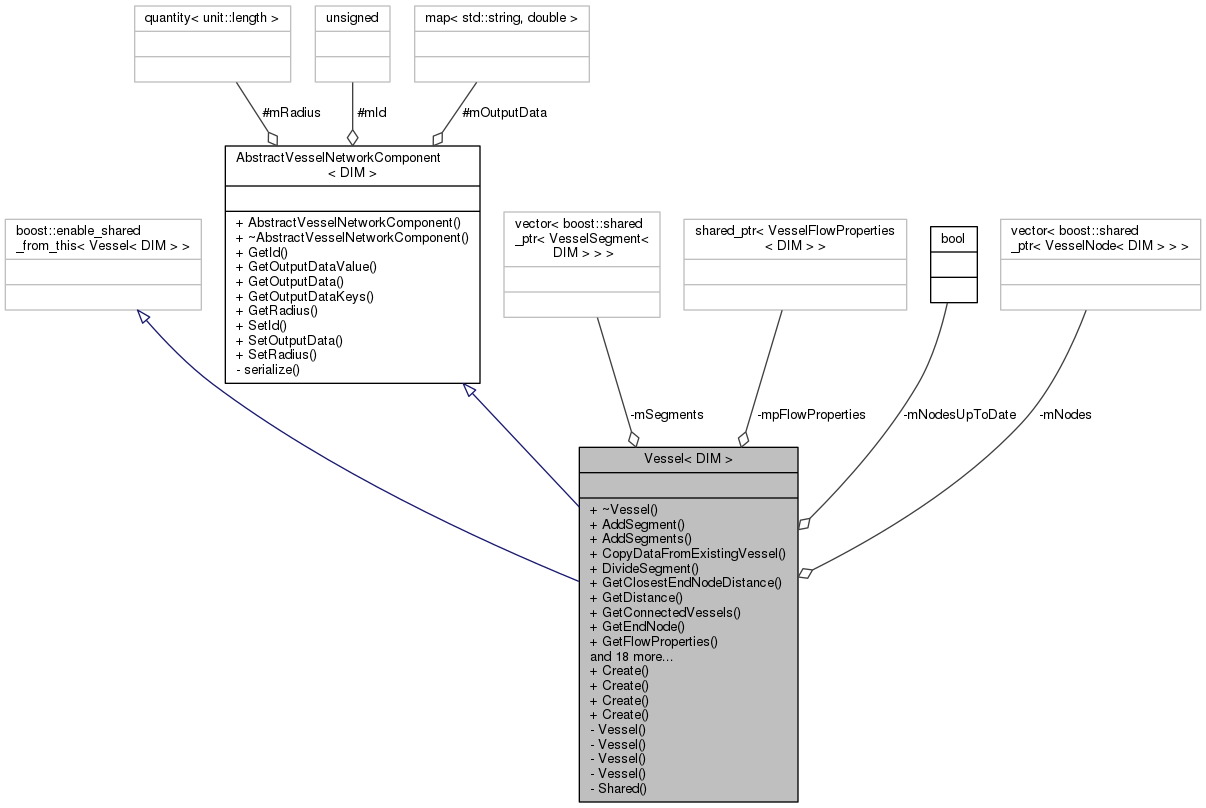 quantity< unit::length >
unsigned
map< std::string, double >
#mRadius
#mId
#mOutputData
AbstractVesselNetworkComponent
< DIM >
+ AbstractVesselNetworkComponent()
+ ~AbstractVesselNetworkComponent()
+ GetId()
+ GetOutputDataValue()
+ GetOutputData()
+ GetOutputDataKeys()
+ GetRadius()
+ SetId()
+ SetOutputData()
+ SetRadius()
- serialize()
boost::enable_shared
_from_this< Vessel< DIM > >
vector< boost::shared
_ptr< VesselSegment<
DIM > > >
shared_ptr< VesselFlowProperties
< DIM > >
bool
vector< boost::shared
_ptr< VesselNode< DIM > > >
-mSegments
-mpFlowProperties
-mNodesUpToDate
-mNodes
Vessel< DIM >
+ ~Vessel()
+ AddSegment()
+ AddSegments()
+ CopyDataFromExistingVessel()
+ DivideSegment()
+ GetClosestEndNodeDistance()
+ GetDistance()
+ GetConnectedVessels()
+ GetEndNode()
+ GetFlowProperties()
and 18 more...
+ Create()
+ Create()
+ Create()
+ Create()
- Vessel()
- Vessel()
- Vessel()
- Vessel()
- Shared()